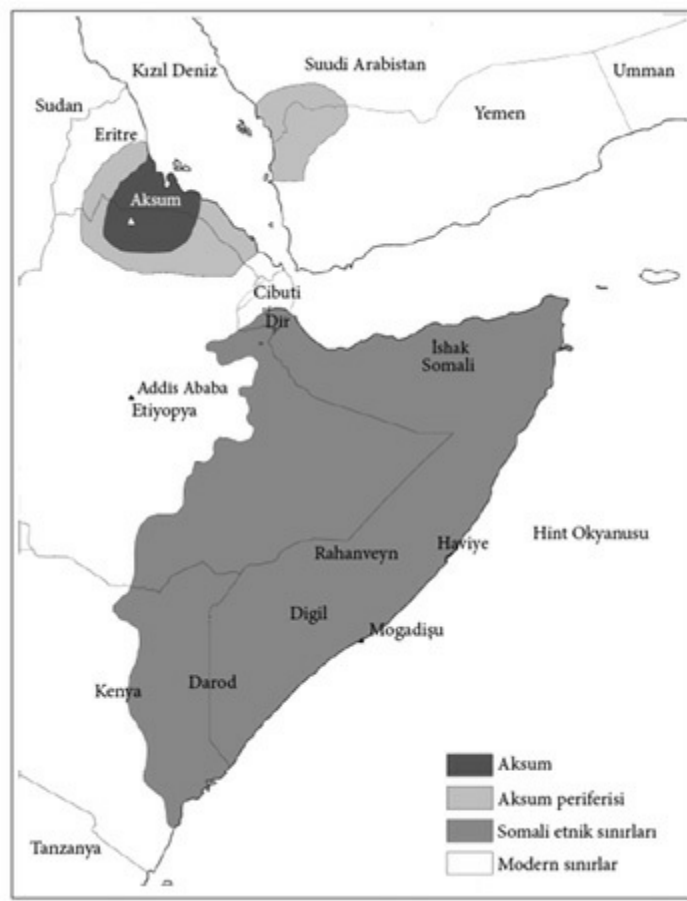 Suudi Arabistan
Kızıl Deniz
Umman
Sudan
Yemen
Eritre
Aksum
Cibuti
Dir
İshak
Somali
Addis Ababa
Etiyopya
Hint Okyanusu
Haviye
Rahanveyn
Digil
Mogadişu
Kenya
Darod
Tanzanya
Aksum
Aksum periferisi
Somali etnik sınırları
Modern sınırlar